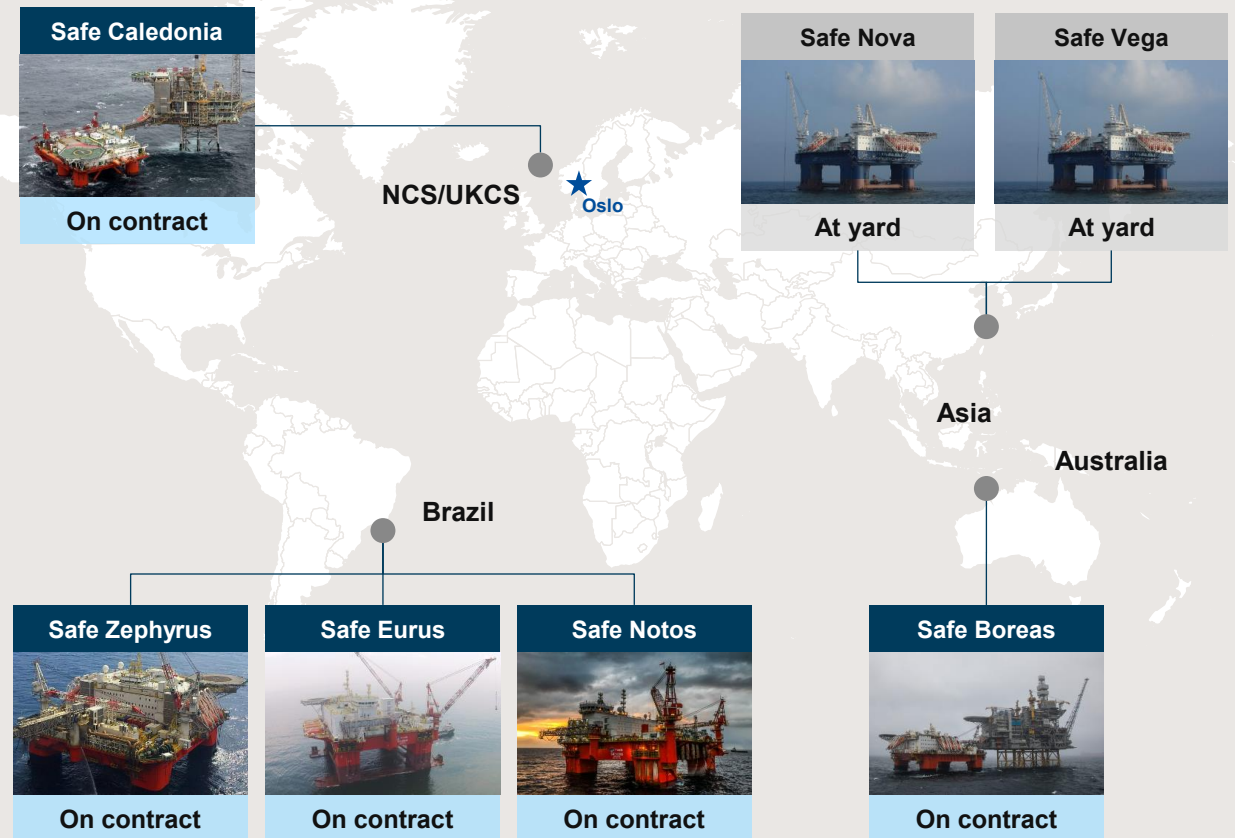 Safe Caledonia
On contract
Safe Nova
At yard
Safe Vega
At yard
NCS/UKCS
Oslo
Asia
Australia
Brazil
Safe Zephyrus
On contract
Safe Eurus
On contract
Safe Notos
On contract
Safe Boreas
On contract